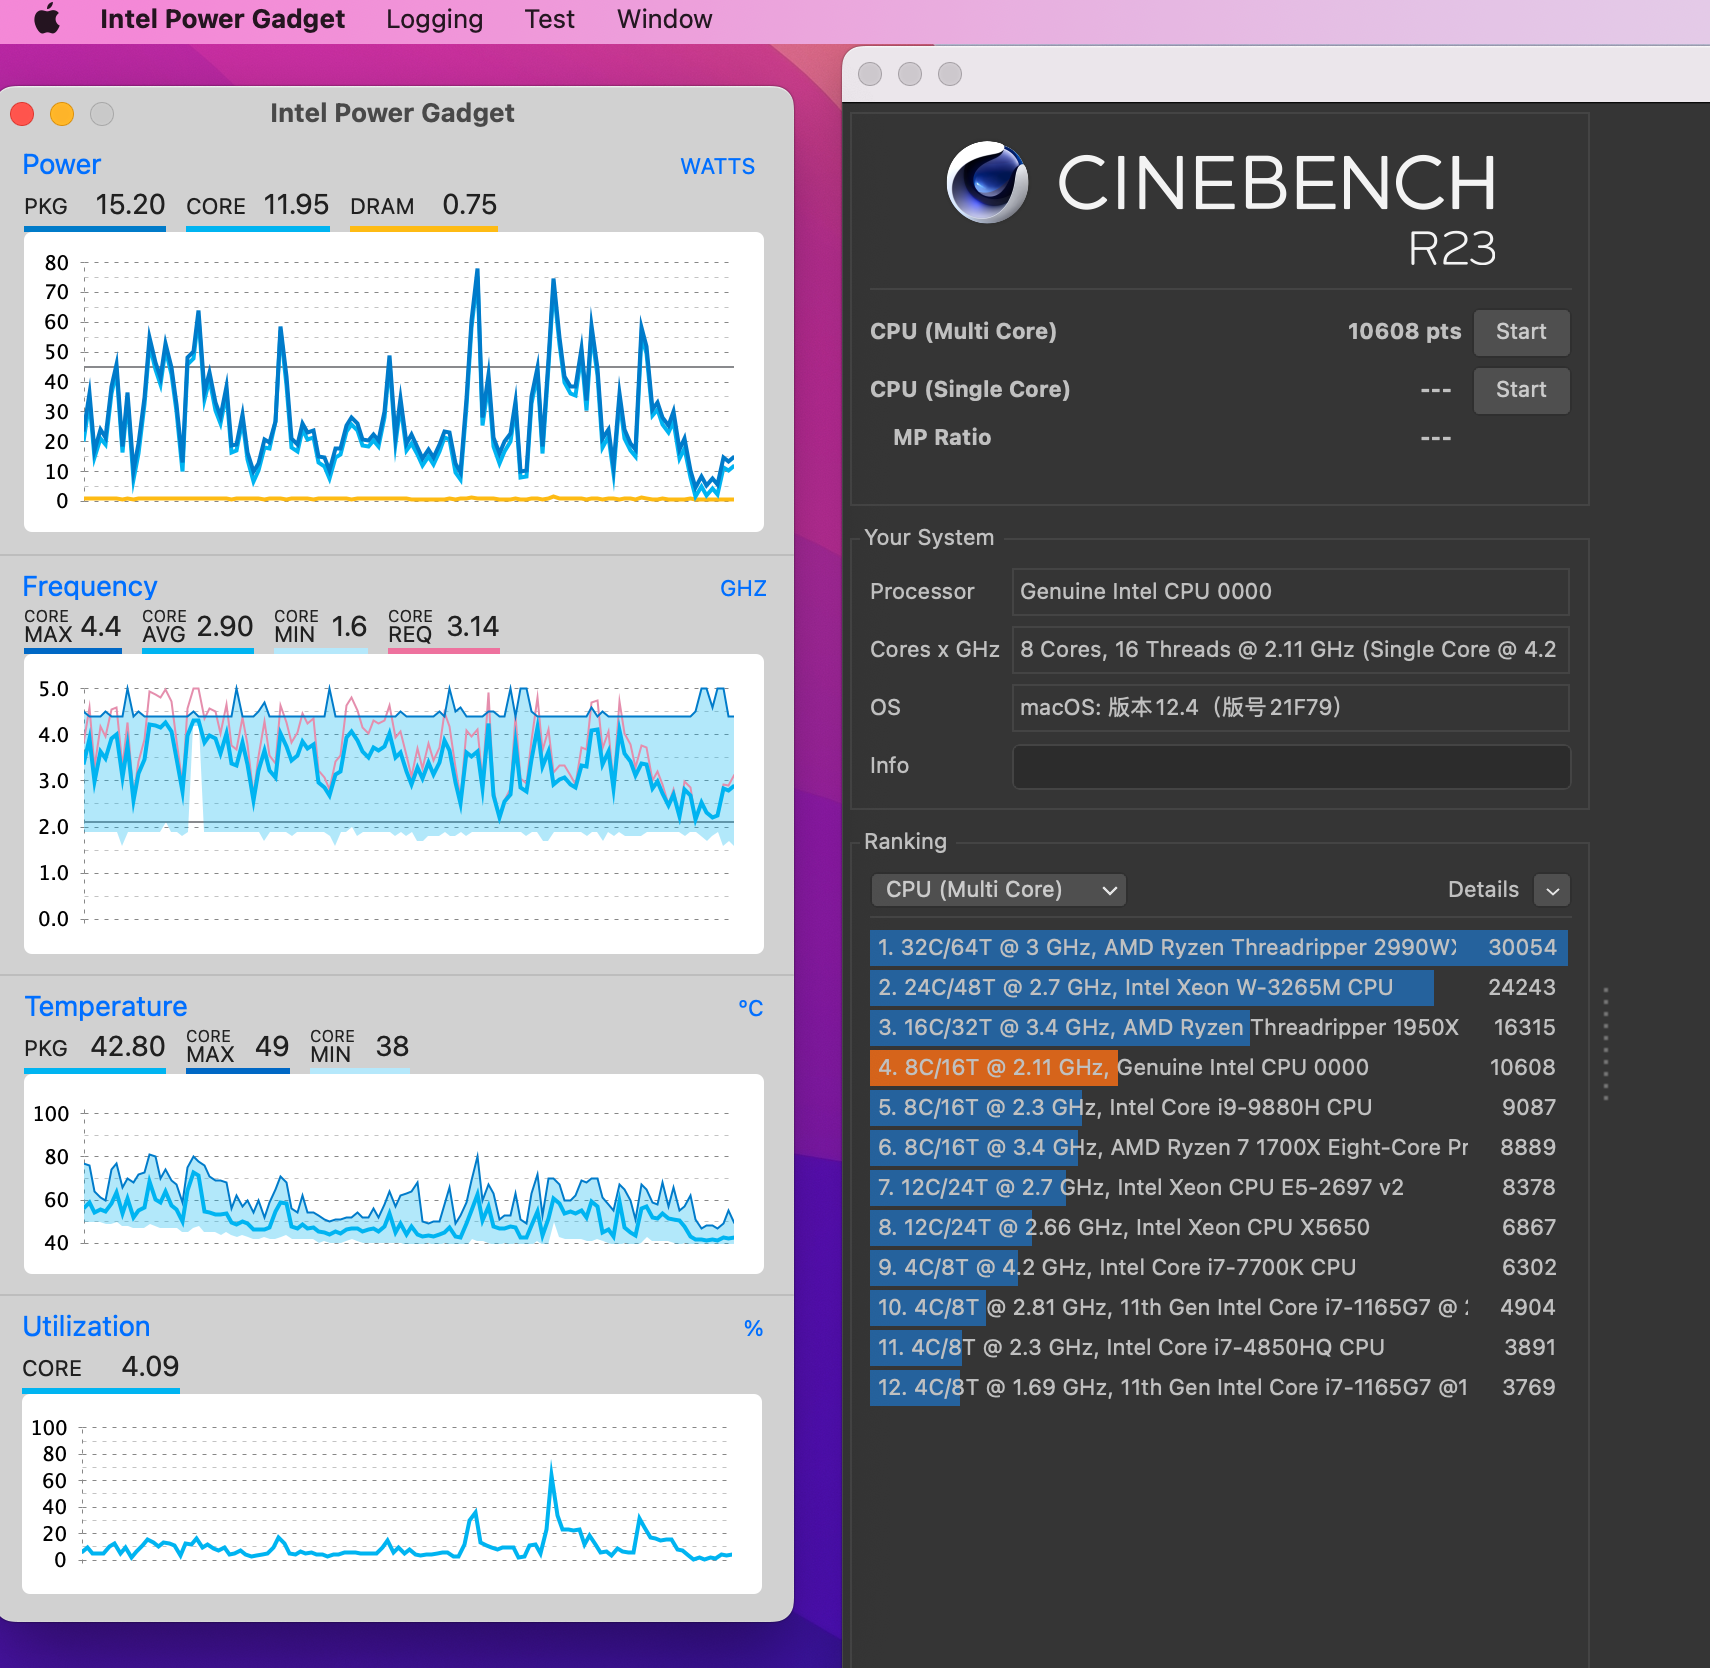 Intel Power Gadget Logging Test Window
Intel Power Gadget
Power WATTS
PKG 15.20 CORE 11.95 DRAM 0.75
80
70
60
50
40
30
20
10
0
Frequency GHZ
CORE MAX 4.4 CORE AVG 2.90 CORE MIN 1.6 CORE REQ 3.14
5.0
4.0
3.0
2.0
1.0
0.0
Temperature °C
PKG 42.80 CORE MAX 49 CORE MIN 38
100
80
60
40
Utilization %
CORE 4.09
100
80
60
40
20
0
CINEBENCH
R23
CPU (Multi Core) 10608 pts Start
CPU (Single Core) --- Start
MP Ratio ---
Your System
Processor Genuine Intel CPU 0000
Cores x GHz 8 Cores, 16 Threads @ 2.11 GHz (Single Core @ 4.2
OS macOS: 版本12.4（版号21F79）
Info
Ranking
CPU (Multi Core) Details
1. 32C/64T @ 3 GHz, AMD Ryzen Threadripper 2990WX 30054
2. 24C/48T @ 2.7 GHz, Intel Xeon W-3265M CPU 24243
3. 16C/32T @ 3.4 GHz, AMD Ryzen Threadripper 1950X 16315
4. 8C/16T @ 2.11 GHz, Genuine Intel CPU 0000 10608
5. 8C/16T @ 2.3 GHz, Intel Core i9-9880H CPU 9087
6. 8C/16T @ 3.4 GHz, AMD Ryzen 7 1700X Eight-Core Pr 8889
7. 12C/24T @ 2.7 GHz, Intel Xeon CPU E5-2697 v2 8378
8. 12C/24T @ 2.66 GHz, Intel Xeon CPU X5650 6867
9. 4C/8T @ 4.2 GHz, Intel Core i7-7700K CPU 6302
10. 4C/8T @ 2.81 GHz, 11th Gen Intel Core i7-1165G7 @ 4904
11. 4C/8T @ 2.3 GHz, Intel Core i7-4850HQ CPU 3891
12. 4C/8T @ 1.69 GHz, 11th Gen Intel Core i7-1165G7 @1 3769